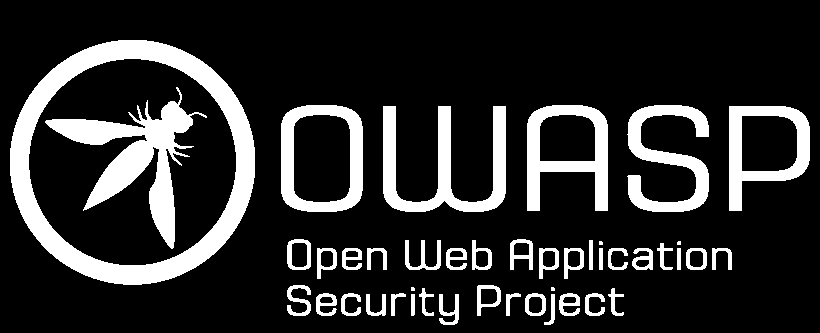 OWASP
Open Web Application
Security Project